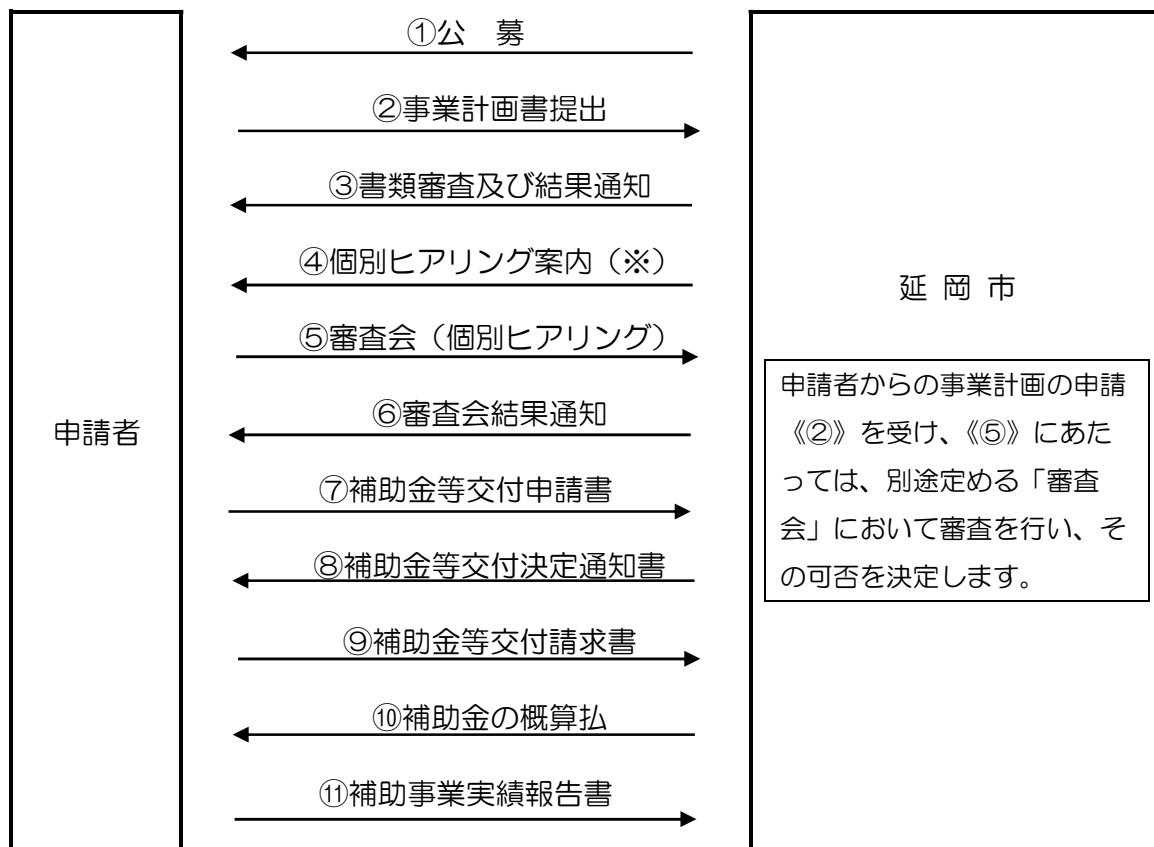 ①公　募
②事業計画書提出
③書類審査及び結果通知
④個別ヒアリング案内（※）
⑤審査会（個別ヒアリング）
⑥審査会結果通知
⑦補助金等交付申請書
⑧補助金等交付決定通知書
⑨補助金等交付請求書
⑩補助金の概算払
⑪補助事業実績報告書
申請者
延 岡 市
申請者からの事業計画の申請
《②》を受け、《⑤》にあた
っては、別途定める「審査
会」において審査を行い、そ
の可否を決定します。